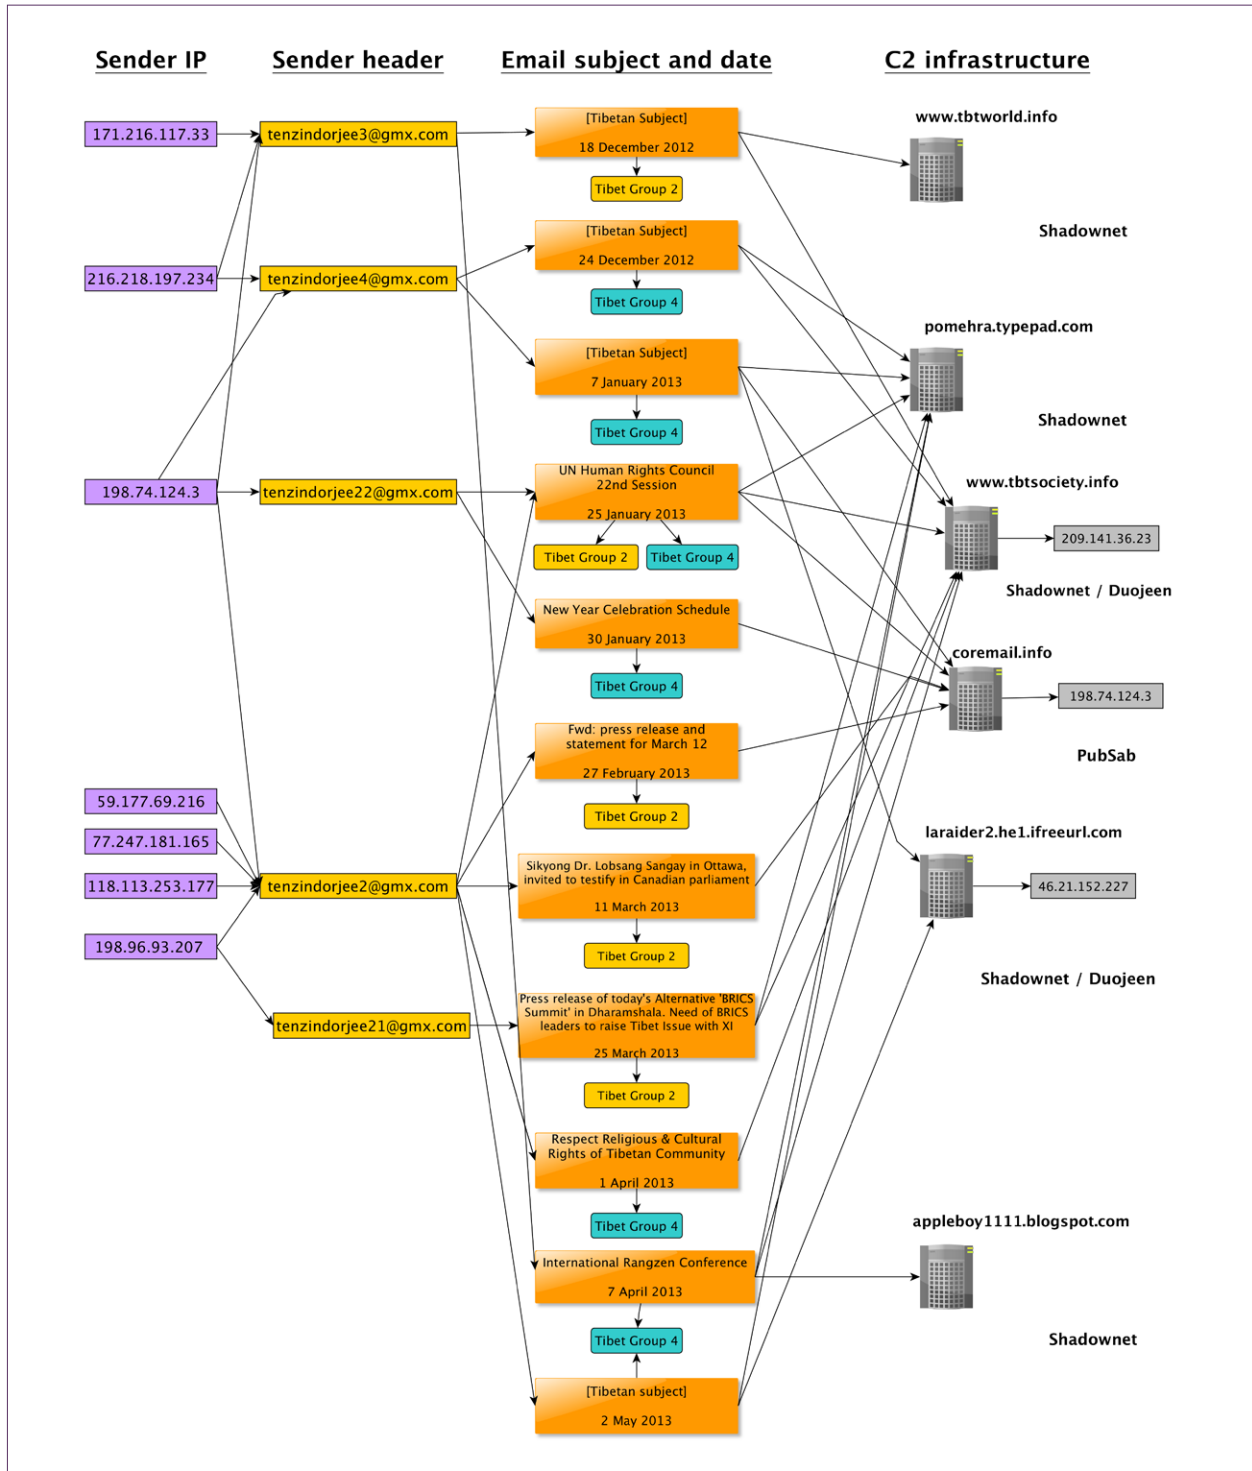 Sender IP
Sender header
Email subject and date
C2 infrastructure
171.216.117.33
tenzindorjee3@gmx.com
[Tibetan Subject]
18 December 2012
Tibet Group 2
www.tbtworld.info
Shadownet
216.218.197.234
tenzindorjee4@gmx.com
[Tibetan Subject]
24 December 2012
Tibet Group 4
[Tibetan Subject]
7 January 2013
Tibet Group 4
pomehra.typepad.com
Shadownet
198.74.124.3
tenzindorjee22@gmx.com
UN Human Rights Council
22nd Session
25 January 2013
Tibet Group 2
Tibet Group 4
www.tbtsociety.info
209.141.36.23
Shadownet / Duojeen
New Year Celebration Schedule
30 January 2013
Tibet Group 4
coremail.info
198.74.124.3
PubSab
Fwd: press release and
statement for March 12
27 February 2013
Tibet Group 2
59.177.69.216
77.247.181.165
118.113.253.177
198.96.93.207
tenzindorjee2@gmx.com
tenzindorjee21@gmx.com
Sikyong Dr. Lobsang Sangay in Ottawa,
invited to testify in Canadian parliament
11 March 2013
Tibet Group 2
laraider2.he1.ifreeurl.com
46.21.152.227
Shadownet / Duojeen
Press release of today's Alternative 'BRICS
Summit' in Dharamshala. Need of BRICS
leaders to raise Tibet Issue with XI
25 March 2013
Tibet Group 2
Respect Religious & Cultural
Rights of Tibetan Community
1 April 2013
Tibet Group 4
International Rangzen Conference
7 April 2013
Tibet Group 4
appleboy1111.blogspot.com
Shadownet
[Tibetan subject]
2 May 2013